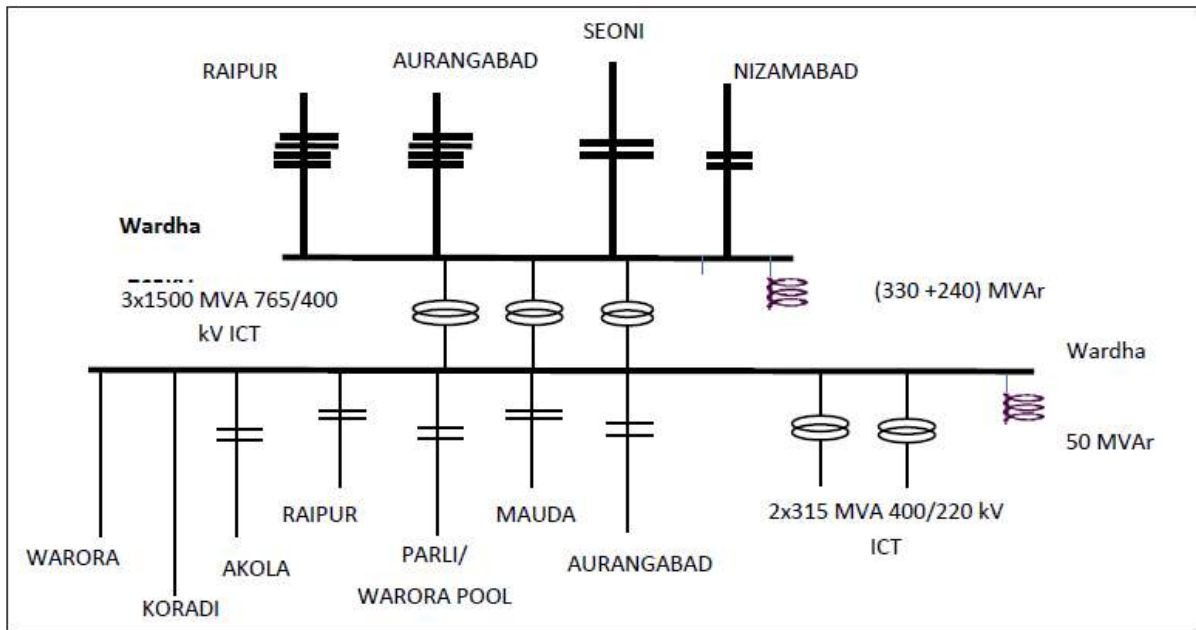 SEONI
RAIPUR
AURANGABAD
NIZAMABAD
Wardha
3x1500 MVA 765/400
kV ICT
(330 +240) MVAr
Wardha
50 MVAr
RAIPUR
MAUDA
2x315 MVA 400/220 kV
ICT
WARORA
AKOLA
PARLI/
WARORA POOL
AURANGABAD
KORADI